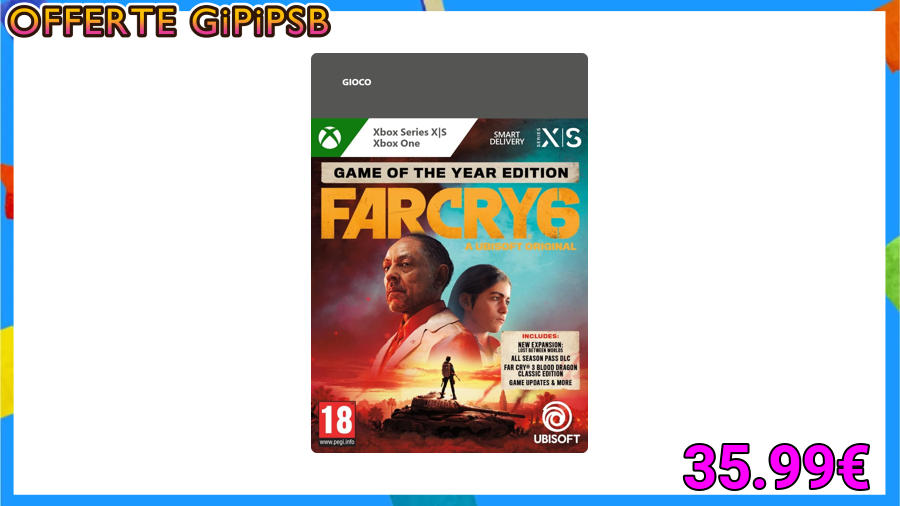 OFFERTE GiPiPSB
GIOCO
Xbox Series X|S
Xbox One
SMART
DELIVERY
SERIES
X|S
GAME OF THE YEAR EDITION
FARCRY6
A UBISOFT ORIGINAL
INCLUDES:
NEW EXPANSION:
LOST BETWEEN WORLDS
ALL SEASON PASS DLC
FAR CRY® 3 BLOOD DRAGON
CLASSIC EDITION
GAME UPDATES & MORE
18
www.pegi.info
UBISOFT
35.99€